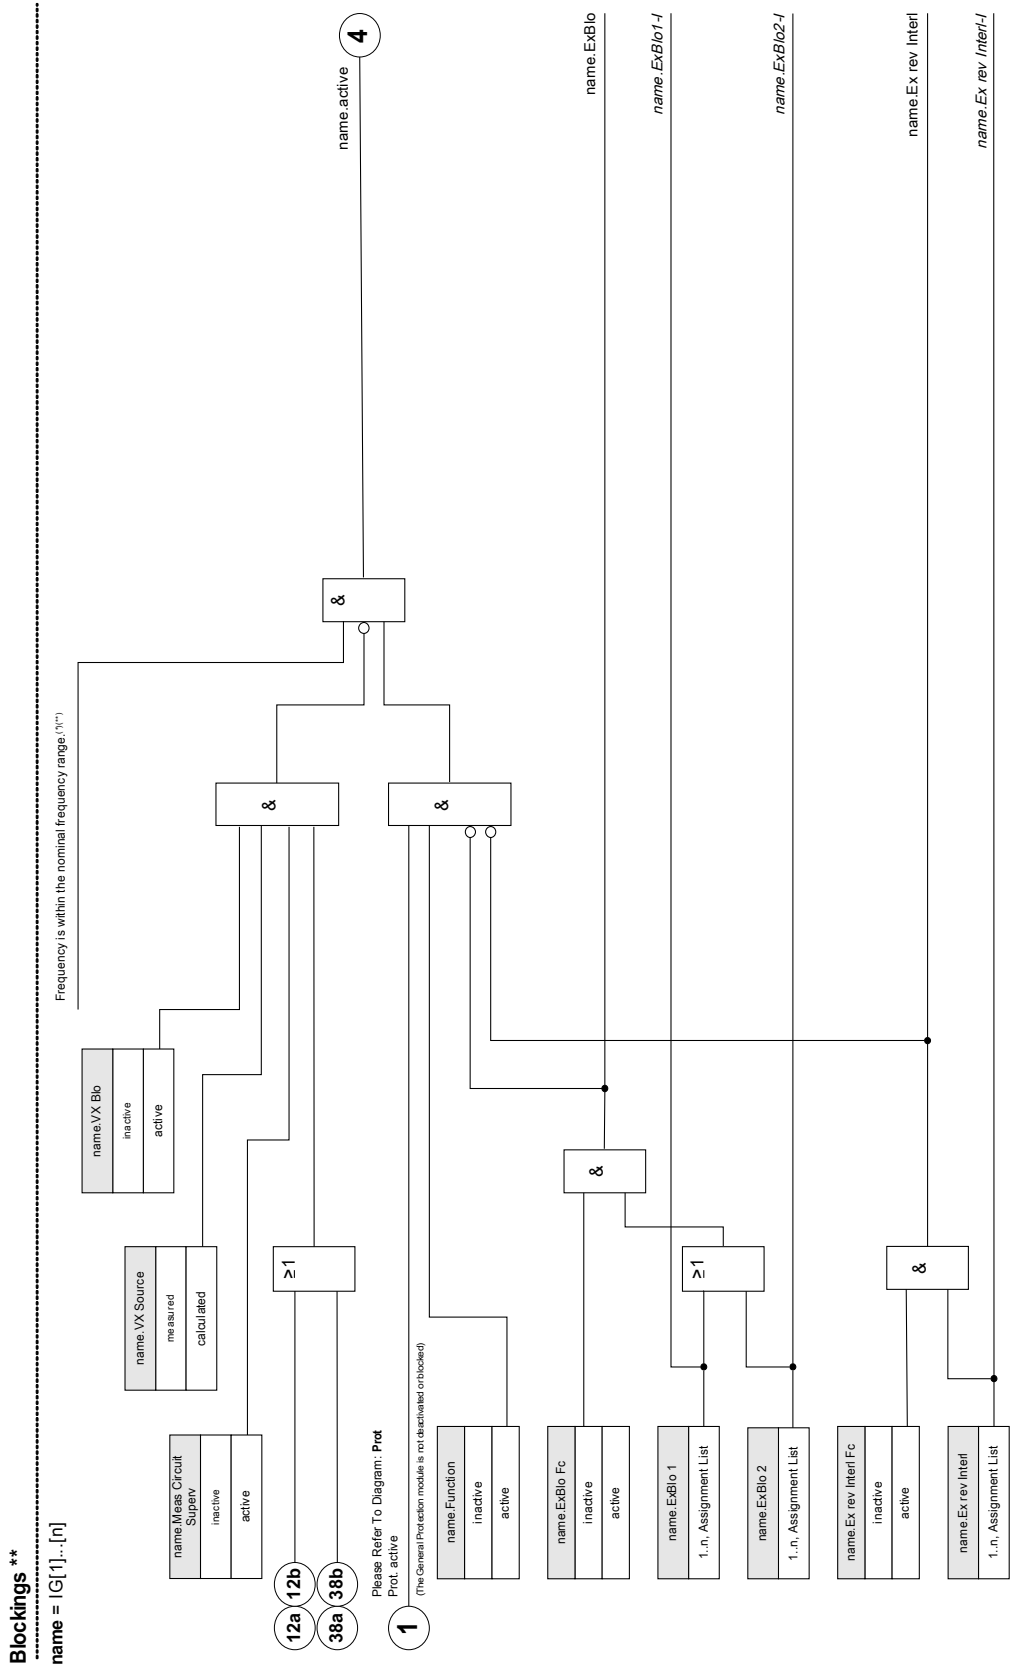 Blockings **
name = IG[1]...[n]
Frequency is within the nominal frequency range.(*)(**)
name.VX Blo
inactive
active
name.VX Source
measured
calculated
name.Meas Circuit
Superv
inactive
active
12a
12b
38a
38b
≥1
&
&
&
name.active
4
Please Refer To Diagram: Prot
Prot. active
1
(The General Protection module is not deactivated or blocked)
name.Function
inactive
active
name.ExBlo Fc
inactive
active
&
name.ExBlo
name.ExBlo 1
1..n, Assignment List
≥1
name.ExBlo1-I
name.ExBlo 2
1..n, Assignment List
name.ExBlo2-I
name.Ex rev Interl Fc
inactive
active
&
name.Ex rev Interl
name.Ex rev Interl
1..n, Assignment List
name.Ex rev Interl-I